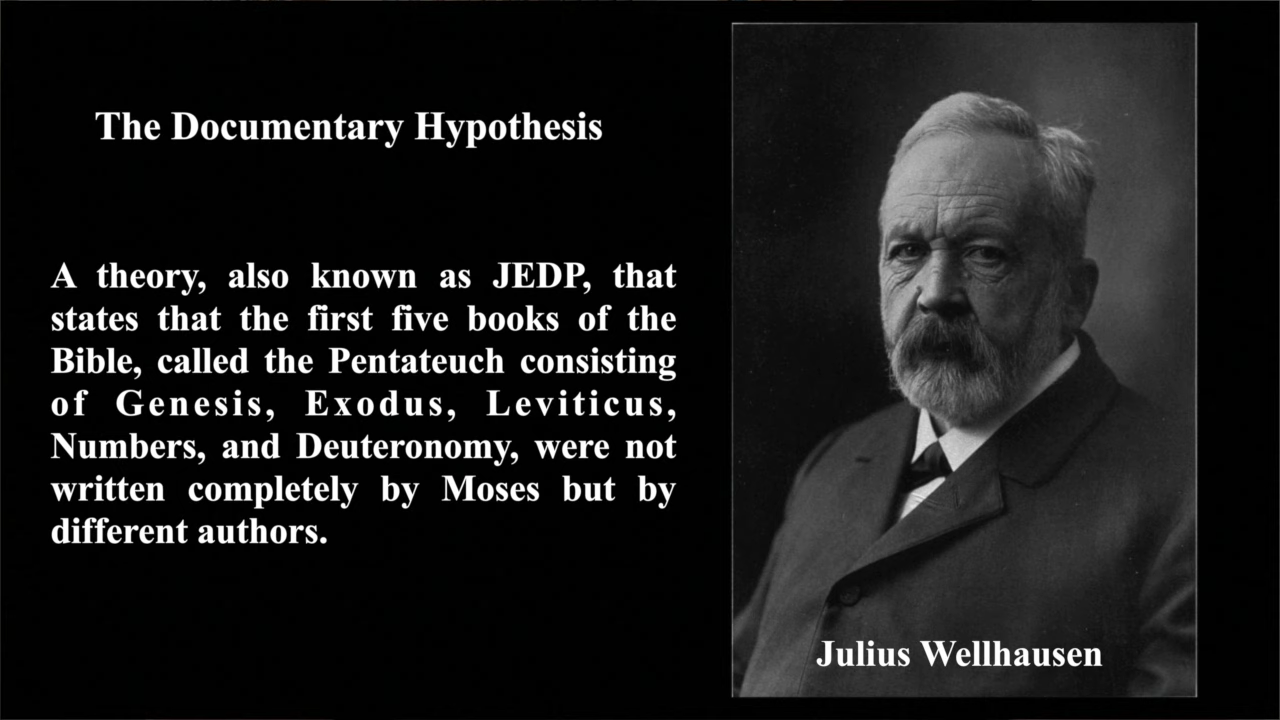 The Documentary Hypothesis
A theory, also known as JEDP, that
states that the first five books of the
Bible, called the Pentateuch consisting
of Genesis, Exodus, Leviticus,
Numbers, and Deuteronomy, were not
written completely by Moses but by
different authors.
Julius Wellhausen